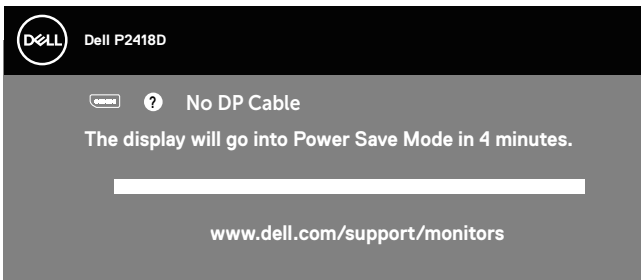 DELL
Dell P2418D
? No DP Cable
The display will go into Power Save Mode in 4 minutes.
www.dell.com/support/monitors